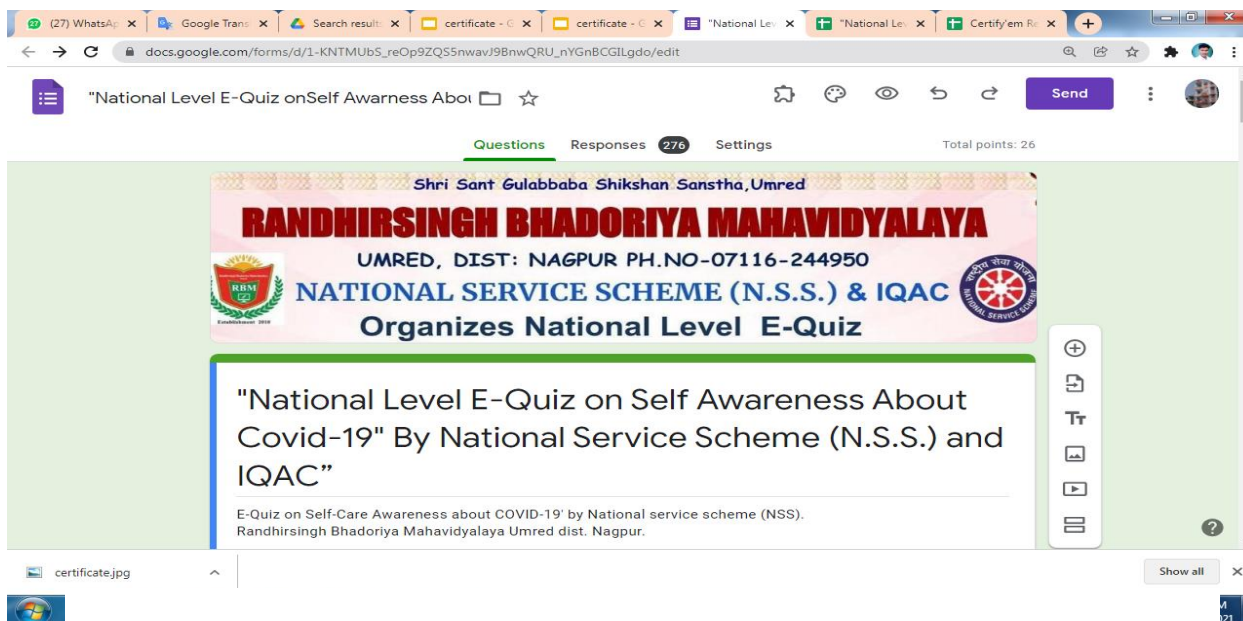 (27) WhatsAp
Google Trans
Search result
certificate - G
certificate - G
"National Lev
"National Lev
Certify'em Re
docs.google.com/forms/d/1-KNTMUbS_reOp9ZQS5nwavJ9BnwQRU_nYGnBCGILgdo/edit
"National Level E-Quiz onSelf Awarness Abou
Send
Questions Responses 276 Settings
Total points: 26
Shri Sant Gulabbaba Shikshan Sanstha,Umred
RANDHIRSINGH BHADORIYA MAHAVIDYALAYA
UMRED, DIST: NAGPUR PH.NO-07116-244950
NATIONAL SERVICE SCHEME (N.S.S.) & IQAC
Organizes National Level E-Quiz
RBM
Establishment 2010
राष्ट्रीय सेवा योजना
NATIONAL SERVICE SCHEME
"National Level E-Quiz on Self Awareness About
Covid-19" By National Service Scheme (N.S.S.) and
IQAC”
E-Quiz on Self-Care Awareness about COVID-19' by National service scheme (NSS).
Randhirsingh Bhadoriya Mahavidyalaya Umred dist. Nagpur.
Tт
certificate.jpg
Show all
M
021